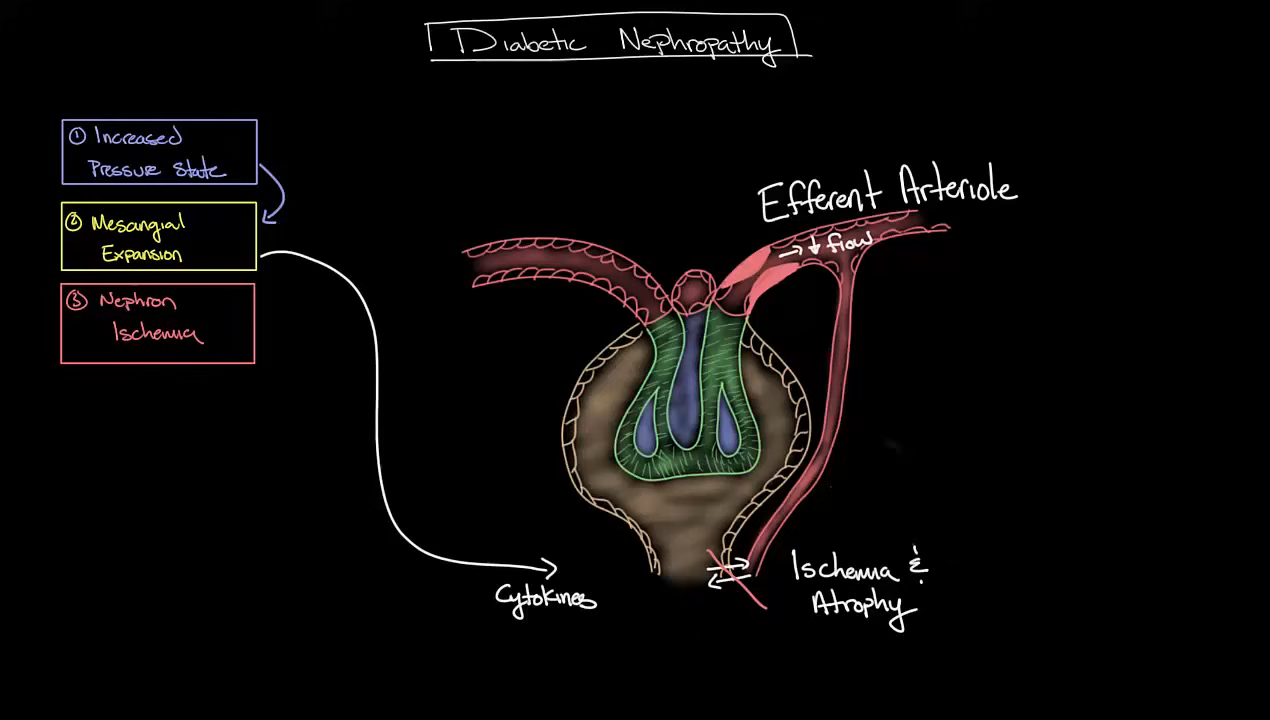 Diabetic Nephropathy
① Increased
Pressure State
② Mesangial
Expansion
③ Nephron
Ischemia
Efferent Arteriole
→ ↓ flow
Cytokines
Ischemia &
Atrophy